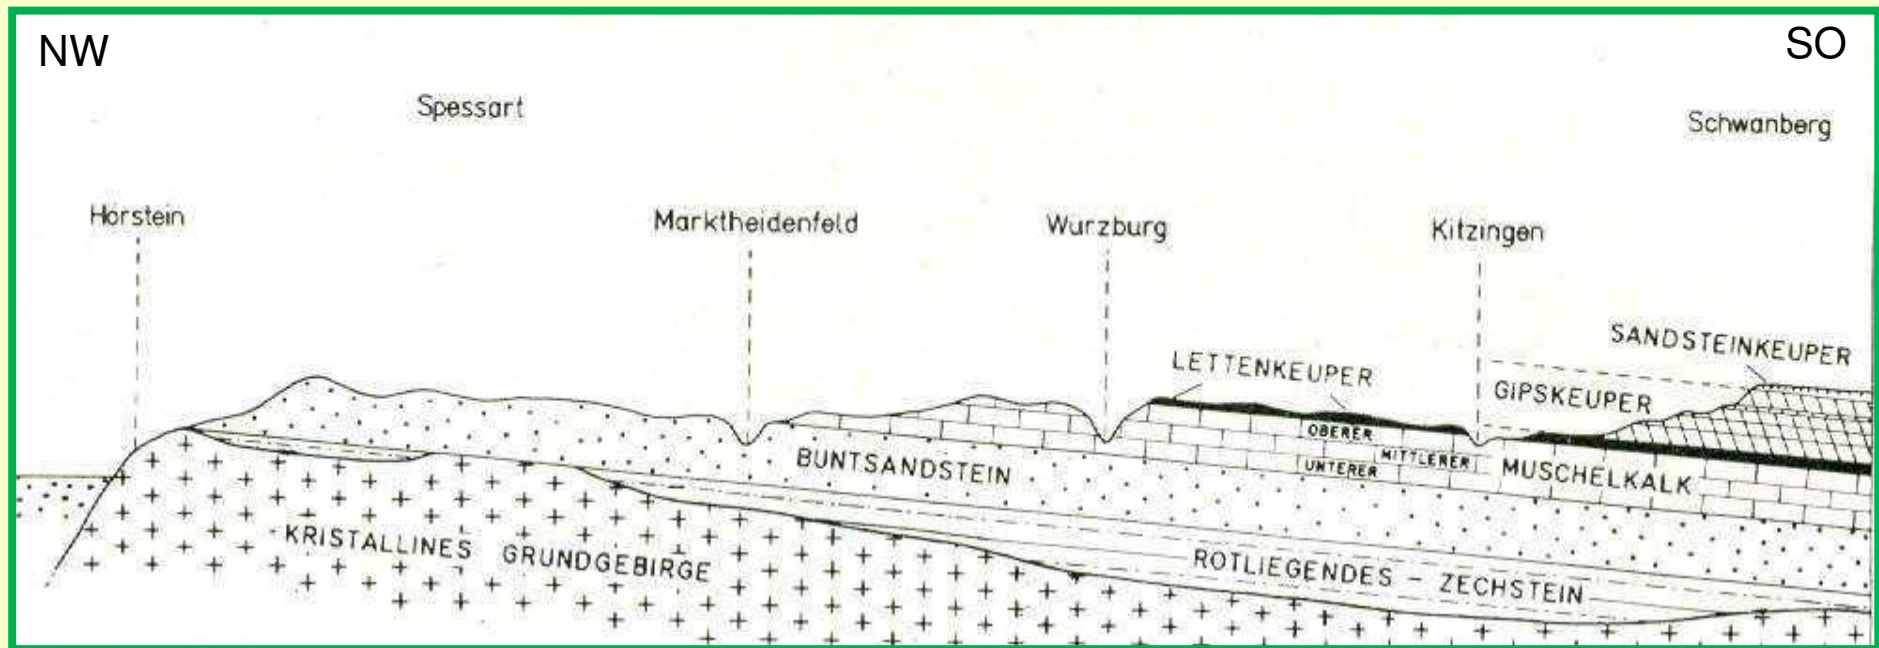 NW
SO
Spessart
Schwanberg
Hörstein
Marktheidenfeld
Würzburg
Kitzingen
SANDSTEINKEUPER
LETTENKEUPER
GIPSKEUPER
OBERER
MITTLERER
UNTERER
MUSCHELKALK
BUNTSANDSTEIN
KRISTALLINES GRUNDGEBIRGE
ROTLIEGENDES - ZECHSTEIN